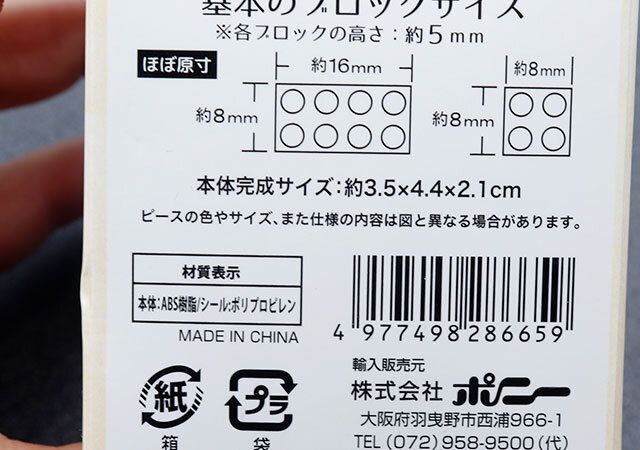 基本のブロックサイズ
※各ブロックの高さ：約5mm
ほぼ原寸
約16mm
約8mm
約8mm
約8mm
本体完成サイズ：約3.5×4.4×2.1cm
ピースの色やサイズ、また仕様の内容は図と異なる場合があります。
材質表示
本体：ABS樹脂/シール:ポリプロピレン
MADE IN CHINA
4 977498 286659
紙
箱
プラ
袋
輸入販売元
株式会社 ポニー
大阪府羽曳野市西浦966-1
TEL (072) 958-9500（代）